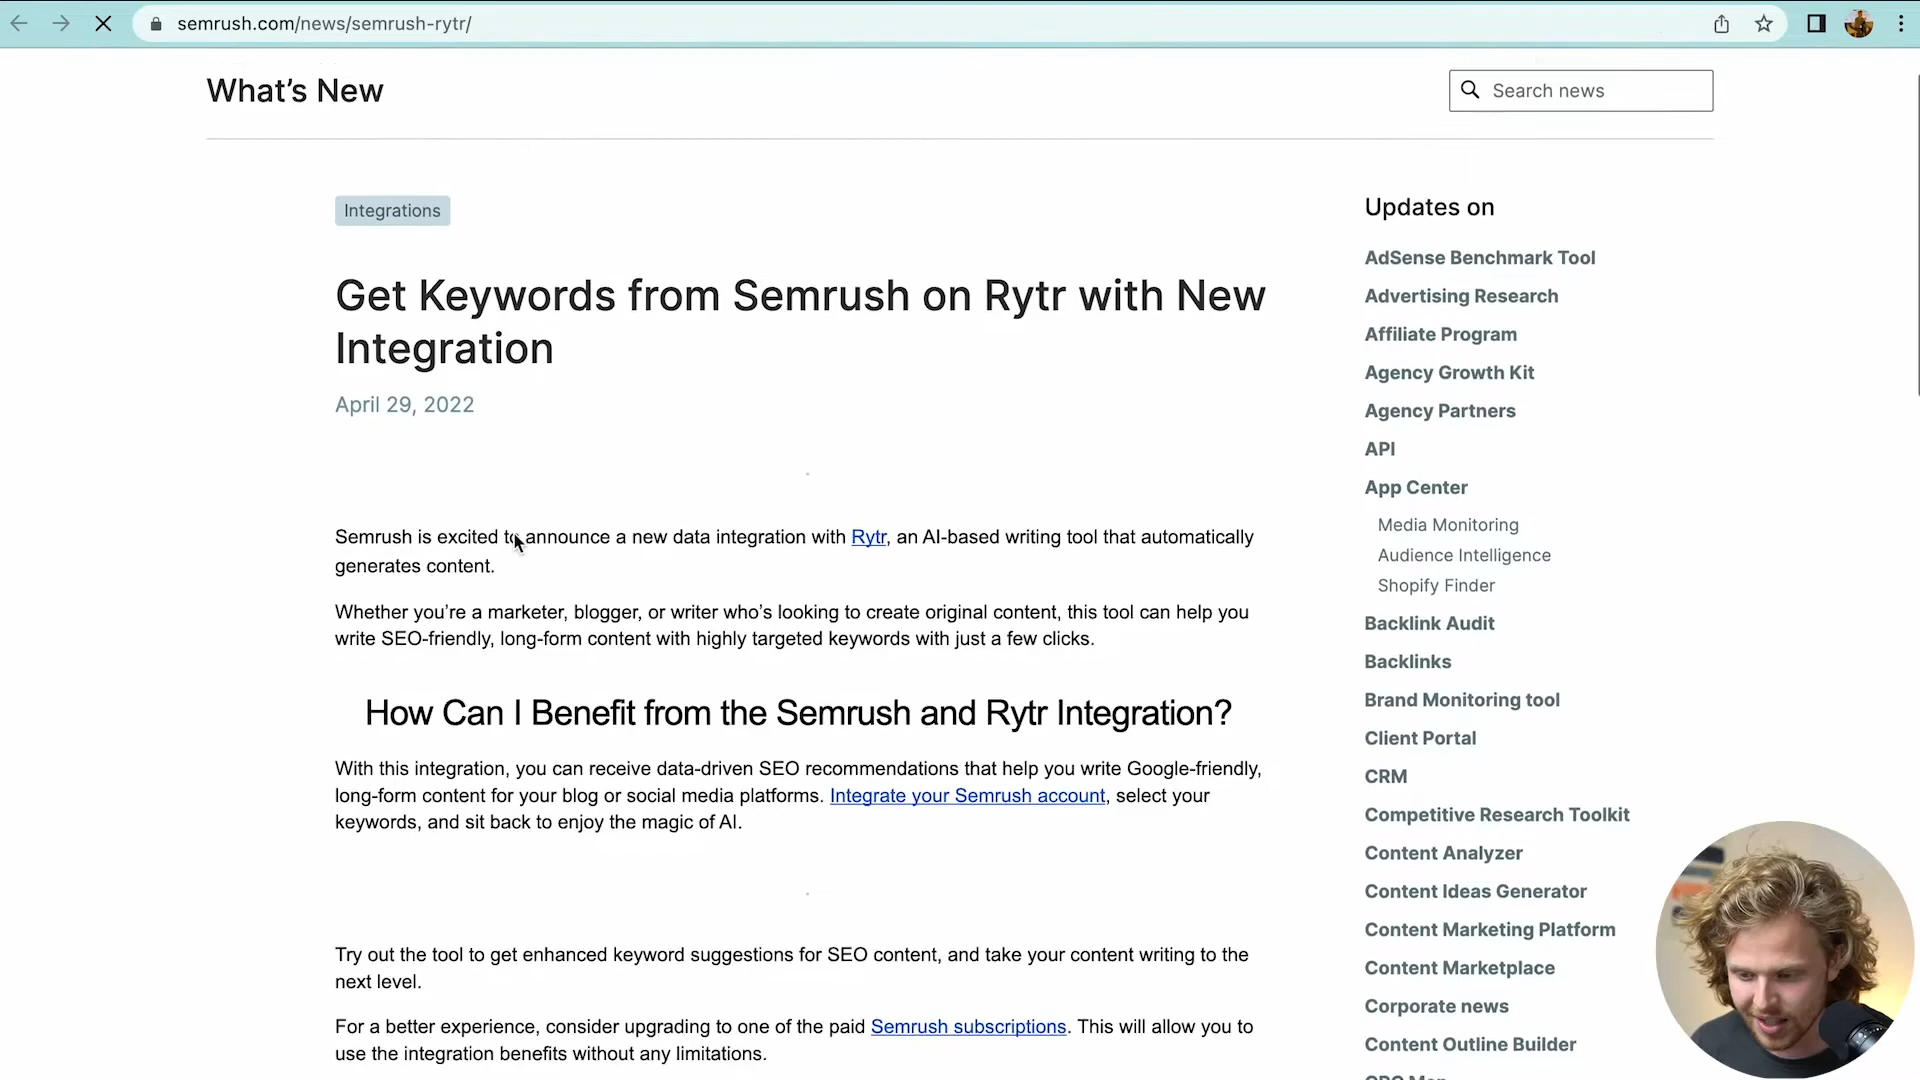 semrush.com/news/semrush-rytr/
What's New
Search news
Integrations
Get Keywords from Semrush on Rytr with New
Integration
April 29, 2022
Semrush is excited to announce a new data integration with Rytr, an AI-based writing tool that automatically
generates content.
Whether you're a marketer, blogger, or writer who's looking to create original content, this tool can help you
write SEO-friendly, long-form content with highly targeted keywords with just a few clicks.
How Can I Benefit from the Semrush and Rytr Integration?
With this integration, you can receive data-driven SEO recommendations that help you write Google-friendly,
long-form content for your blog or social media platforms. Integrate your Semrush account, select your
keywords, and sit back to enjoy the magic of AI.
Try out the tool to get enhanced keyword suggestions for SEO content, and take your content writing to the
next level.
For a better experience, consider upgrading to one of the paid Semrush subscriptions. This will allow you to
use the integration benefits without any limitations.
Updates on
AdSense Benchmark Tool
Advertising Research
Affiliate Program
Agency Growth Kit
Agency Partners
API
App Center
Media Monitoring
Audience Intelligence
Shopify Finder
Backlink Audit
Backlinks
Brand Monitoring tool
Client Portal
CRM
Competitive Research Toolkit
Content Analyzer
Content Ideas Generator
Content Marketing Platform
Content Marketplace
Corporate news
Content Outline Builder